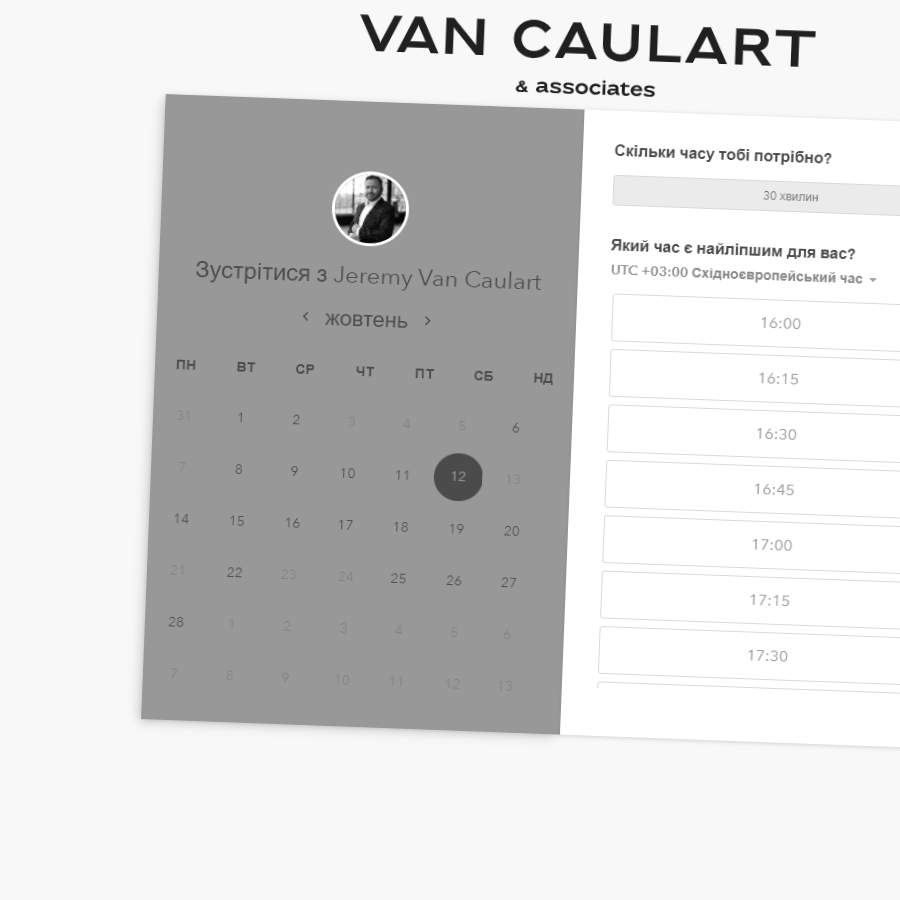 VAN CAULART
& associates
Зустрітися з Jeremy Van Caulart
‹ жовтень ›
ПН ВТ СР ЧТ ПТ СБ НД
31 1 2 3 4 5 6
7 8 9 10 11 12 13
14 15 16 17 18 19 20
21 22 23 24 25 26 27
28 1 2 3 4 5 6
7 8 9 10 11 12 13
Скільки часу тобі потрібно?
30 хвилин
Який час є найліпшим для вас?
UTC +03:00 Східноєвропейський час
16:00
16:15
16:30
16:45
17:00
17:15
17:30